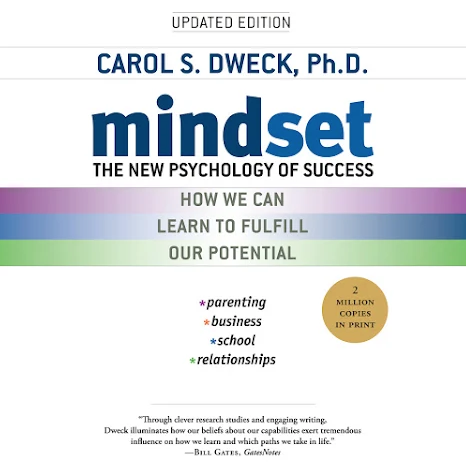 UPDATED EDITION
CAROL S. DWECK, Ph.D.
mindset
THE NEW PSYCHOLOGY OF SUCCESS
HOW WE CAN
LEARN TO FULFILL
OUR POTENTIAL
*parenting
*business
*school
*relationships
2
MILLION
COPIES
IN PRINT
“Through clever research studies and engaging writing,
Dweck illuminates how our beliefs about our capabilities exert tremendous
influence on how we learn and which paths we take in life.”
—BILL GATES, GatesNotes